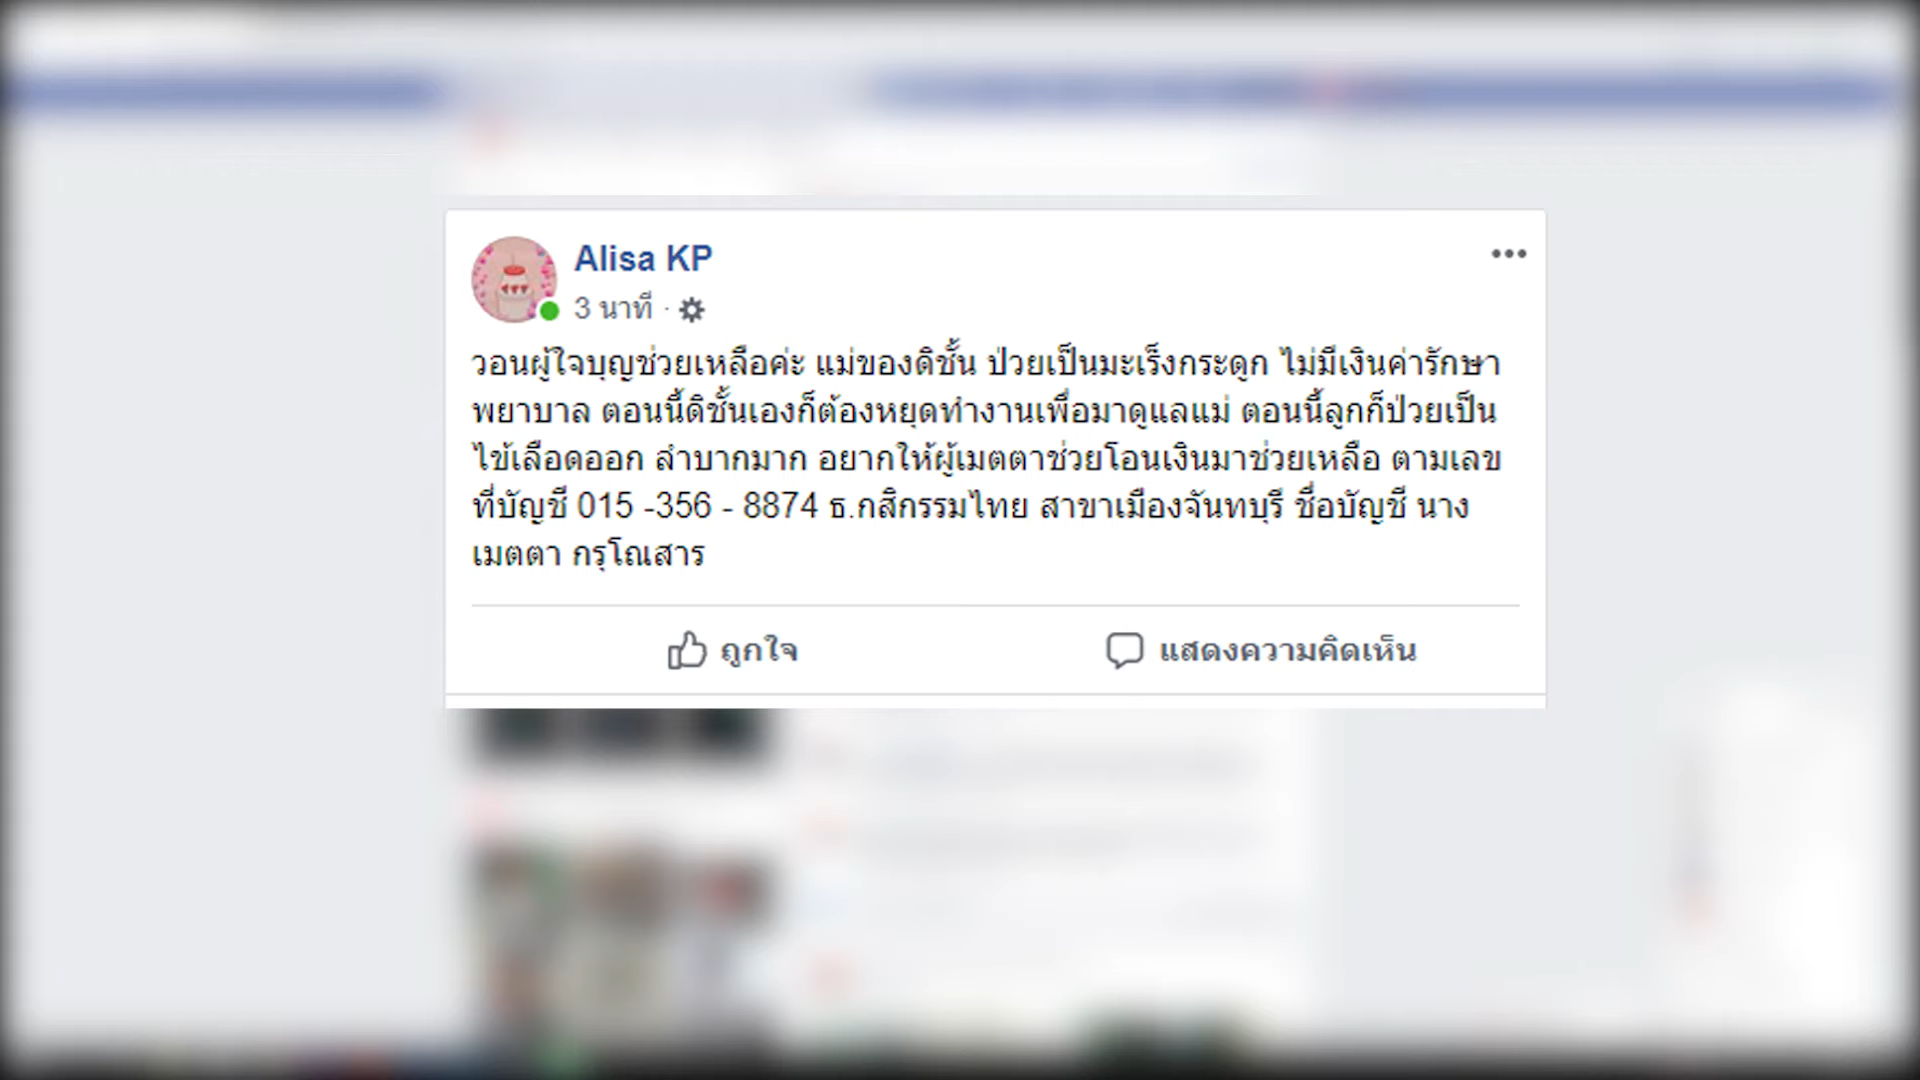 Alisa KP
3 นาที ·
วอนผู้ใจบุญช่วยเหลือค่ะ แม่ของดิชั้น ป่วยเป็นมะเร็งกระดูก ไม่มีเงินค่ารักษา
พยาบาล ตอนนี้ดิชั้นเองก็ต้องหยุดทำงานเพื่อมาดูแลแม่ ตอนนี้ลูกก็ป่วยเป็น
ไข้เลือดออก ลำบากมาก อยากให้ผู้เมตตาช่วยโอนเงินมาช่วยเหลือ ตามเลข
ที่บัญชี 015 -356 - 8874 ธ.กสิกรรมไทย สาขาเมืองจันทบุรี ชื่อบัญชี นาง
เมตตา กรุโณสาร
ถูกใจ
แสดงความคิดเห็น